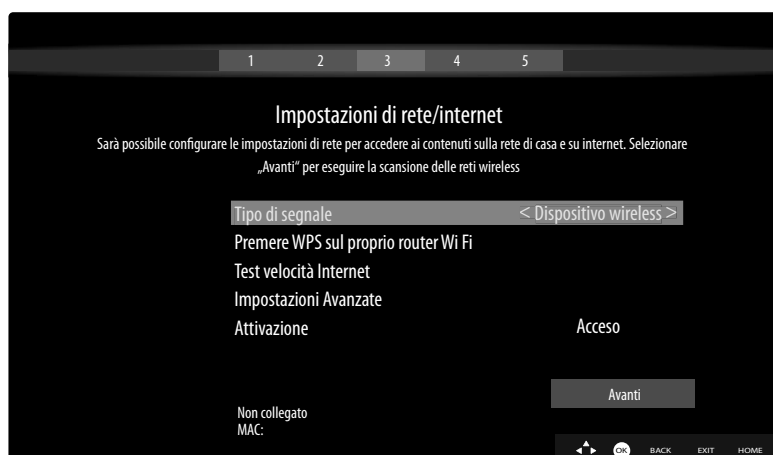 1 2 3 4 5
Impostazioni di rete/internet
Sarà possibile configurare le impostazioni di rete per accedere ai contenuti sulla rete di casa e su internet. Selezionare
„Avanti“ per eseguire la scansione delle reti wireless
Tipo di segnale < Dispositivo wireless >
Premere WPS sul proprio router Wi Fi
Test velocità Internet
Impostazioni Avanzate
Attivazione Acceso
Avanti
Non collegato
MAC:
OK BACK EXIT HOME